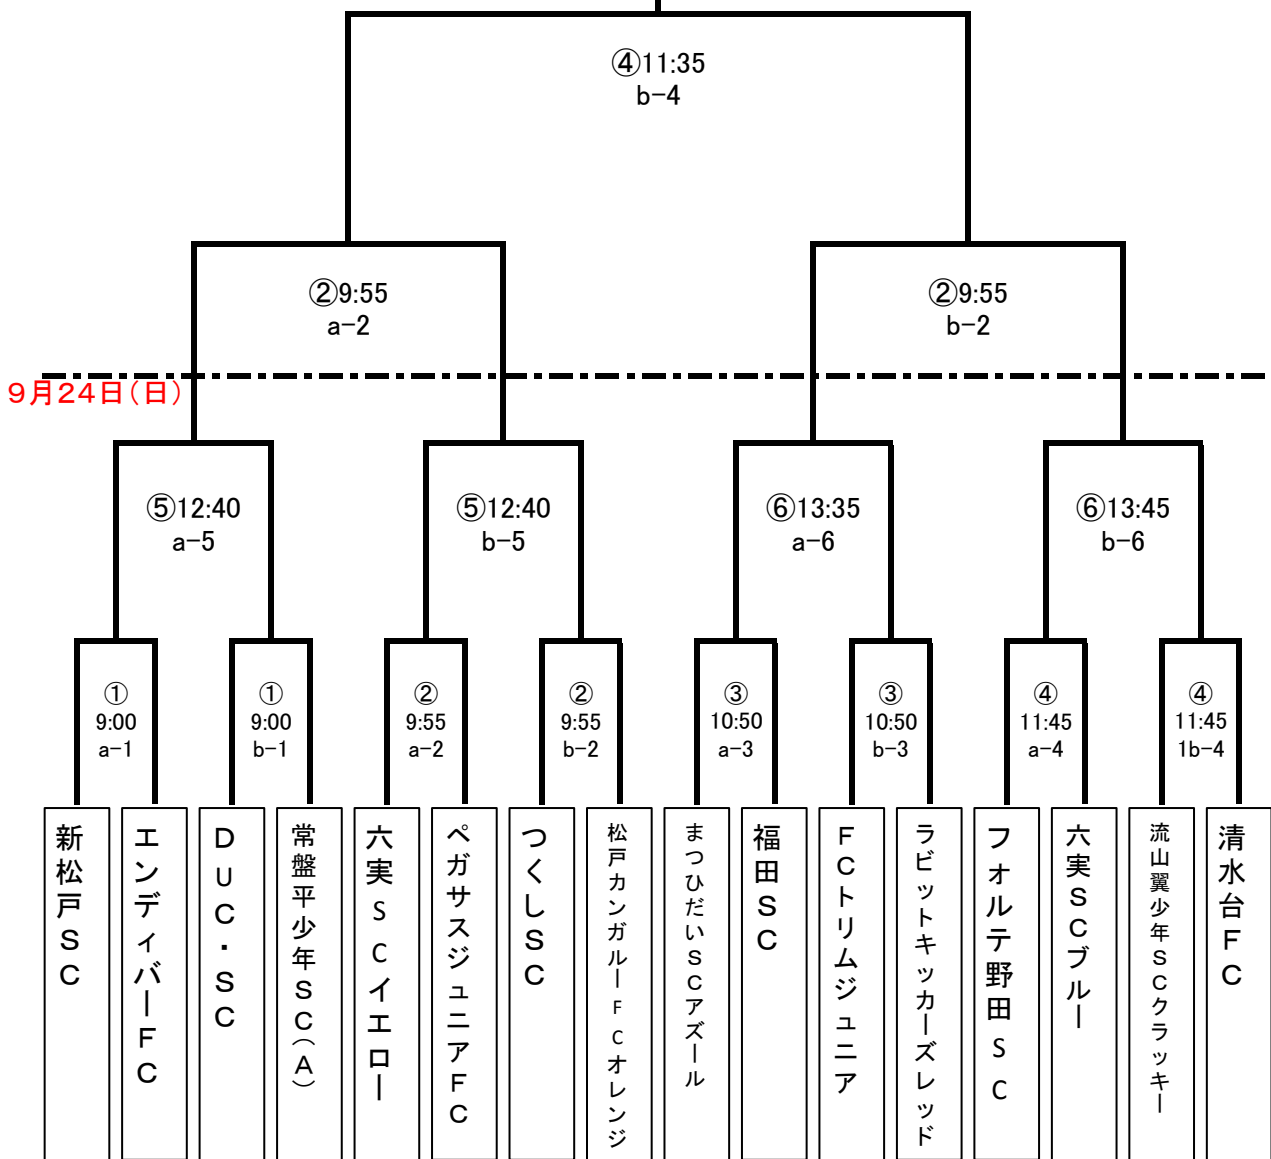 ④11:35
b-4
②9:55
a-2
②9:55
b-2
9月24日(日)
⑤12:40
a-5
⑤12:40
b-5
⑥13:35
a-6
⑥13:45
b-6
①
9:00
a-1
①
9:00
b-1
②
9:55
a-2
②
9:55
b-2
③
10:50
a-3
③
10:50
b-3
④
11:45
a-4
④
11:45
1b-4
新松戸SC
エンディバーFC
DUC・SC
常盤平少年SC(A)
六実SCイエロー
ペガサスジュニアFC
つくしSC
松戸カンガルーFCオレンジ
まつひだいSCアズール
福田SC
FCトリムジュニア
ラビットキッカーズレッド
フォルテ野田SC
六実SCブルー
流山翼少年SCクラッキー
清水台FC